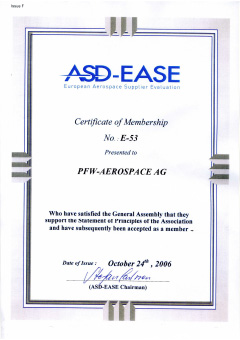 Issue F
ASD-EASE
European Aerospace Supplier Evaluation
Certificate of Membership
No. E-53
Presented to
PFW-AEROSPACE AG
Who have satisfied the General Assembly that they
support the Statement of Principles of the Association
and have subsequently been accepted as a member ..
Date of Issue : October 24th , 2006
(ASD-EASE Chairman)